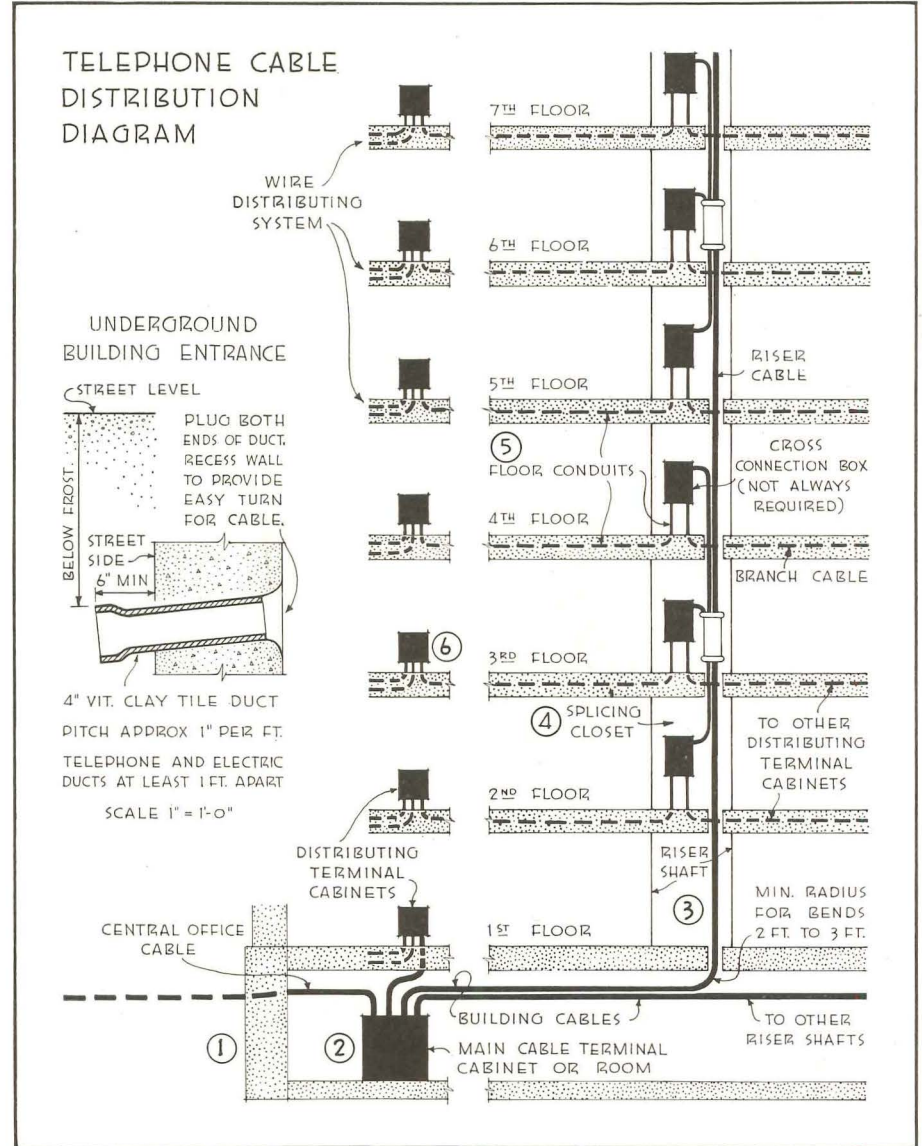 TELEPHONE CABLE
DISTRIBUTION
DIAGRAM
7TH FLOOR
WIRE
DISTRIBUTING
SYSTEM
6TH FLOOR
UNDERGROUND
BUILDING ENTRANCE
STREET LEVEL
PLUG BOTH
ENDS OF DUCT.
RECESS WALL
TO PROVIDE
EASY TURN
FOR CABLE.
BELOW FROST.
STREET
SIDE
6" MIN
4" VIT. CLAY TILE DUCT
PITCH APPROX 1" PER FT.
TELEPHONE AND ELECTRIC
DUCTS AT LEAST 1 FT. APART
SCALE 1" = 1'-0"
5TH FLOOR
RISER
CABLE
5
FLOOR CONDUITS
CROSS
CONNECTION BOX
(NOT ALWAYS
REQUIRED)
4TH FLOOR
BRANCH CABLE
6
3RD FLOOR
4 SPLICING
CLOSET
TO OTHER
DISTRIBUTING
TERMINAL
CABINETS
2ND FLOOR
DISTRIBUTING
TERMINAL
CABINETS
RISER
SHAFT
3
MIN. RADIUS
FOR BENDS
2 FT. TO 3 FT.
1ST FLOOR
CENTRAL OFFICE
CABLE
BUILDING CABLES
TO OTHER
RISER SHAFTS
1
2
MAIN CABLE TERMINAL
CABINET OR ROOM